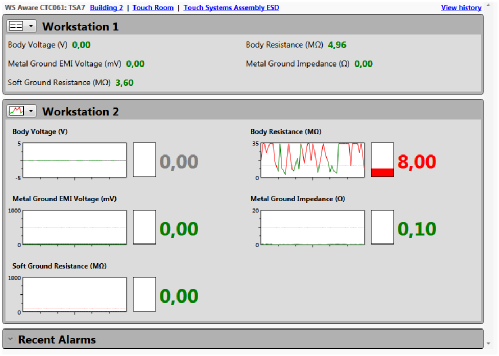 WS Aware CTC061: TSA7 Building 2 | Touch Room | Touch Systems Assembly ESD View history
Workstation 1
Body Voltage (V) 0,00 Body Resistance (MΩ) 4,96
Metal Ground EMI Voltage (mV) 0,00 Metal Ground Impedance (Ω) 0,00
Soft Ground Resistance (MΩ) 3,60
Workstation 2
Body Voltage (V) Body Resistance (MΩ)
5 35
0,00 8,00
-5 0
Metal Ground EMI Voltage (mV) Metal Ground Impedance (Ω)
1000 20
0,00 0,10
0 0
Soft Ground Resistance (MΩ)
1800
0,00
0
Recent Alarms